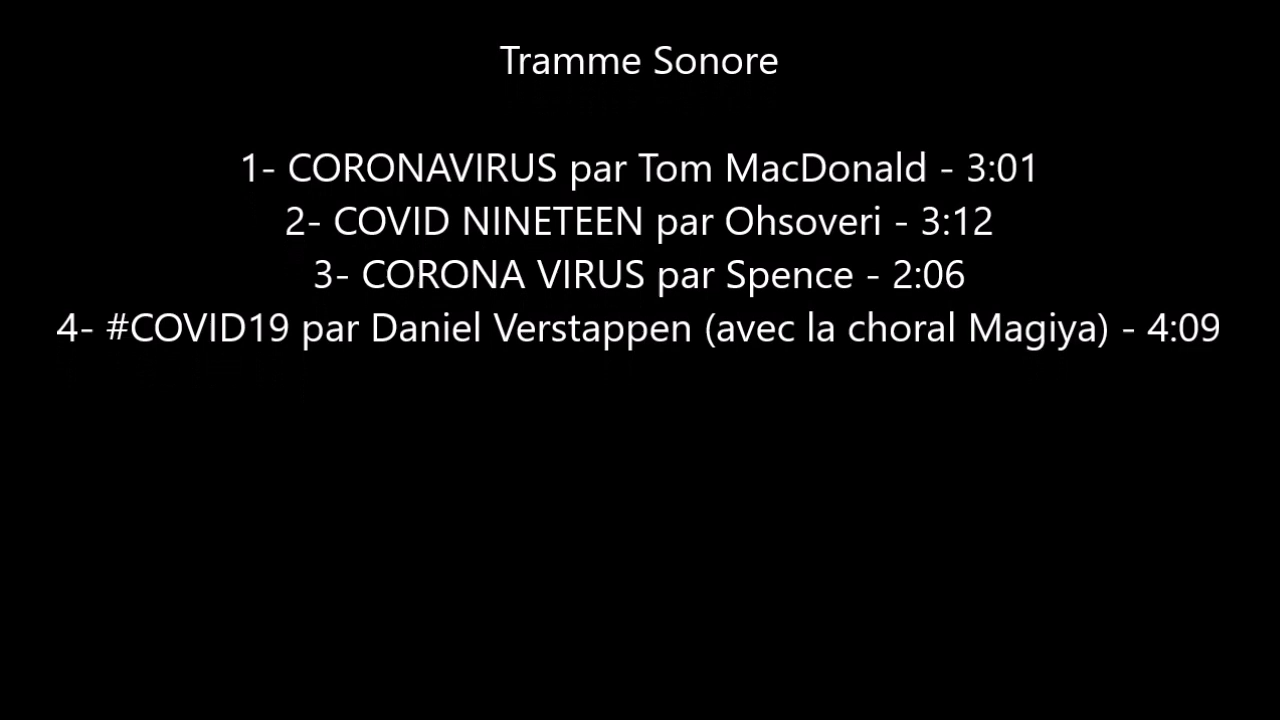 Tramme Sonore
1- CORONAVIRUS par Tom MacDonald - 3:01
2- COVID NINETEEN par Ohsoveri - 3:12
3- CORONA VIRUS par Spence - 2:06
4- #COVID19 par Daniel Verstappen (avec la choral Magiya) - 4:09